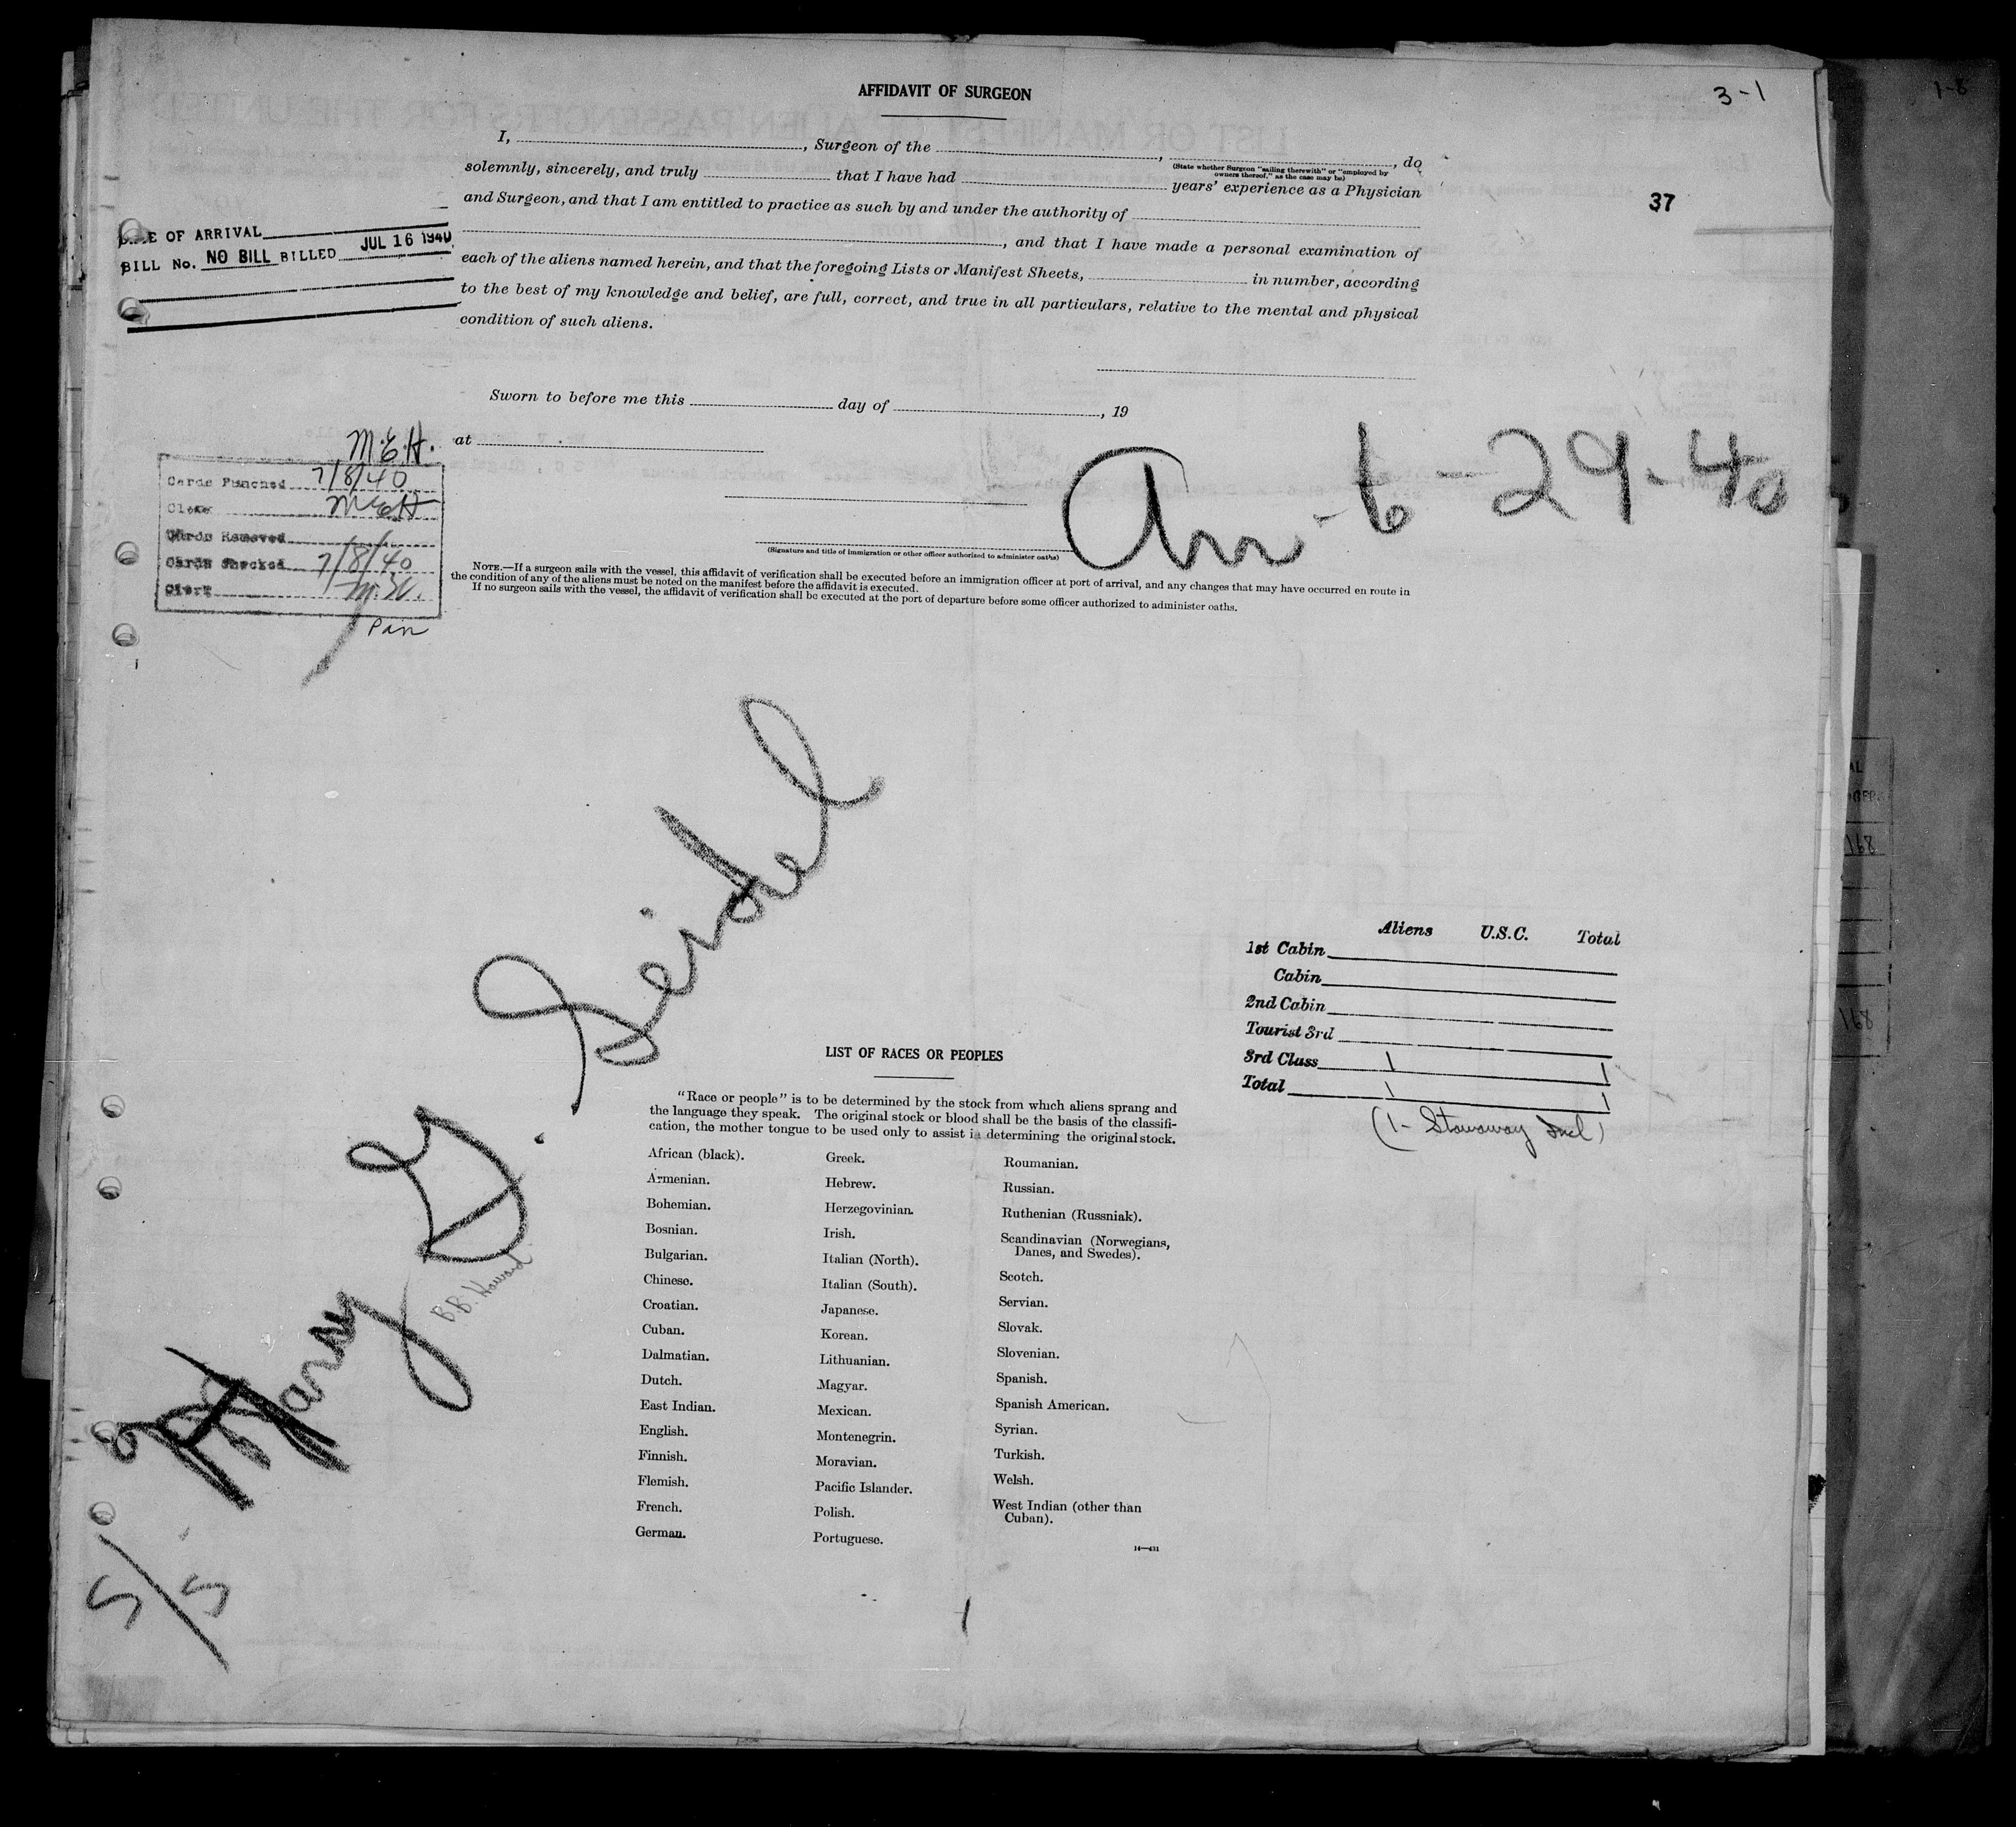 AFFIDAVIT OF SURGEON
3-1
1-8
I, , Surgeon of the , , do
(State whether Surgeon "sailing therewith" or "employed by
owners thereof," as the case may be)
solemnly, sincerely, and truly that I have had years' experience as a Physician
37
and Surgeon, and that I am entitled to practice as such by and under the authority of
, and that I have made a personal examination of
each of the aliens named herein, and that the foregoing Lists or Manifest Sheets, in number, according
to the best of my knowledge and belief, are full, correct, and true in all particulars, relative to the mental and physical
condition of such aliens.
DATE OF ARRIVAL
BILL No. NO BILL BILLED JUL 16 1940
Sworn to before me this day of , 19
at
Arr - 6 - 29 - 40
M.E.H.
Cards Punched 7/8/40
Clerk MEH
Cards Removed
Cards Checked 7/8/40
Clerk M.H.
Pan
(Signature and title of immigration or other officer authorized to administer oaths)
NOTE.—If a surgeon sails with the vessel, this affidavit of verification shall be executed before an immigration officer at port of arrival, and any changes that may have occurred en route in
the condition of any of the aliens must be noted on the manifest before the affidavit is executed.
If no surgeon sails with the vessel, the affidavit of verification shall be executed at the port of departure before some officer authorized to administer oaths.
S/S Harry G. Seidel
B.B. Howard
Aliens U.S.C. Total
1st Cabin
Cabin
2nd Cabin
Tourist 3rd
3rd Class 1 1
Total 1 1
(1- Stowaway Incl)
168
168
LIST OF RACES OR PEOPLES
"Race or people" is to be determined by the stock from which aliens sprang and
the language they speak. The original stock or blood shall be the basis of the classifi-
cation, the mother tongue to be used only to assist in determining the original stock.
African (black).
Armenian.
Bohemian.
Bosnian.
Bulgarian.
Chinese.
Croatian.
Cuban.
Dalmatian.
Dutch.
East Indian.
English.
Finnish.
Flemish.
French.
German.
Greek.
Hebrew.
Herzegovinian.
Irish.
Italian (North).
Italian (South).
Japanese.
Korean.
Lithuanian.
Magyar.
Mexican.
Montenegrin.
Moravian.
Pacific Islander.
Polish.
Portuguese.
Roumanian.
Russian.
Ruthenian (Russniak).
Scandinavian (Norwegians,
Danes, and Swedes).
Scotch.
Servian.
Slovak.
Slovenian.
Spanish.
Spanish American.
Syrian.
Turkish.
Welsh.
West Indian (other than
Cuban).
14—431